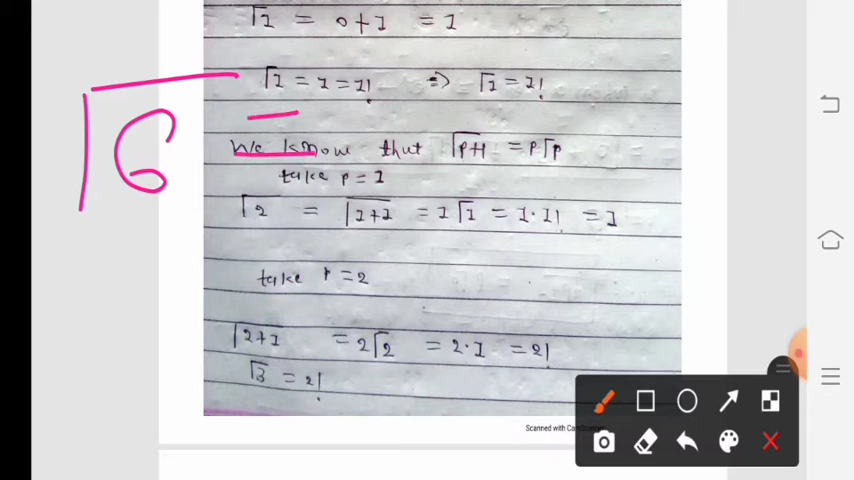 Γ1 = 0+1 = 1
Γ1 = 1 = 1! ⇒ Γ1 = 1!
Γ6
We know that Γp+1 = pΓp
take p = 1
Γ2 = Γ1+1 = 1Γ1 = 1·1! = 1
take p = 2
Γ2+1 = 2Γ2 = 2·1 = 2!
Γ3 = 2!
Scanned with